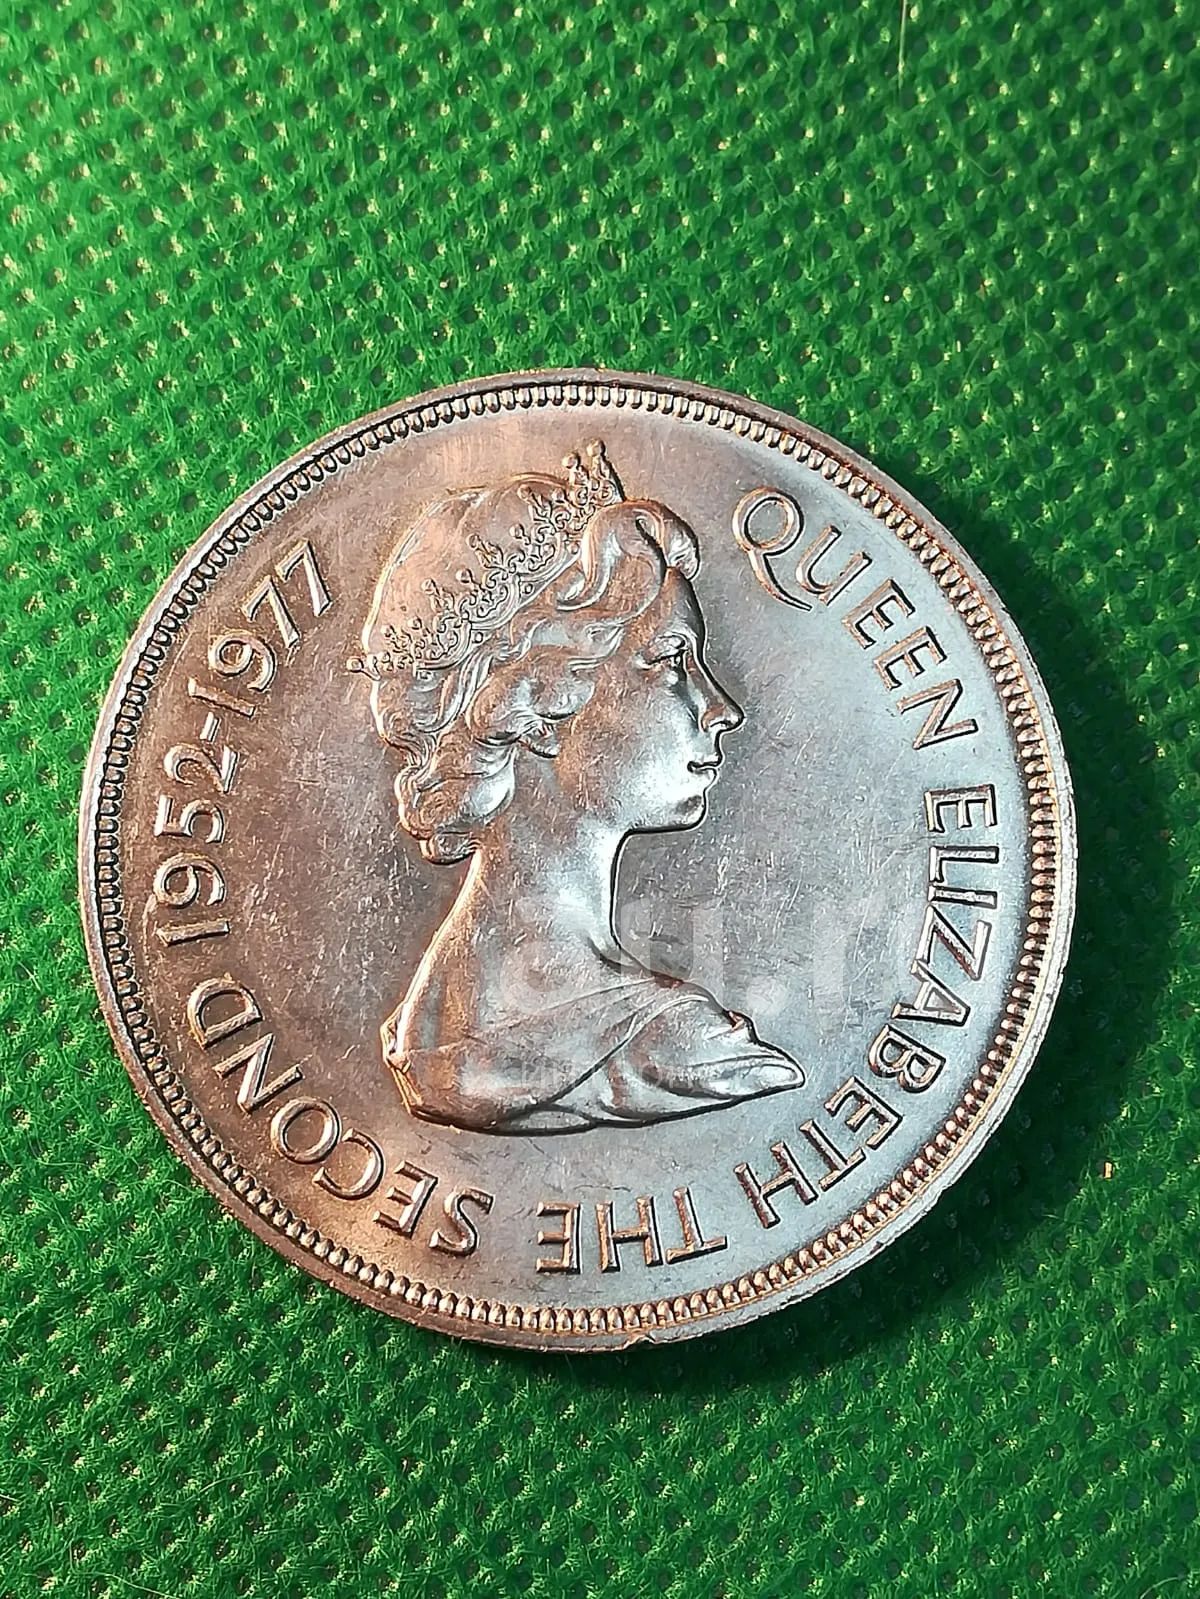 QUEEN ELIZABETH THE SECOND 1952-1977